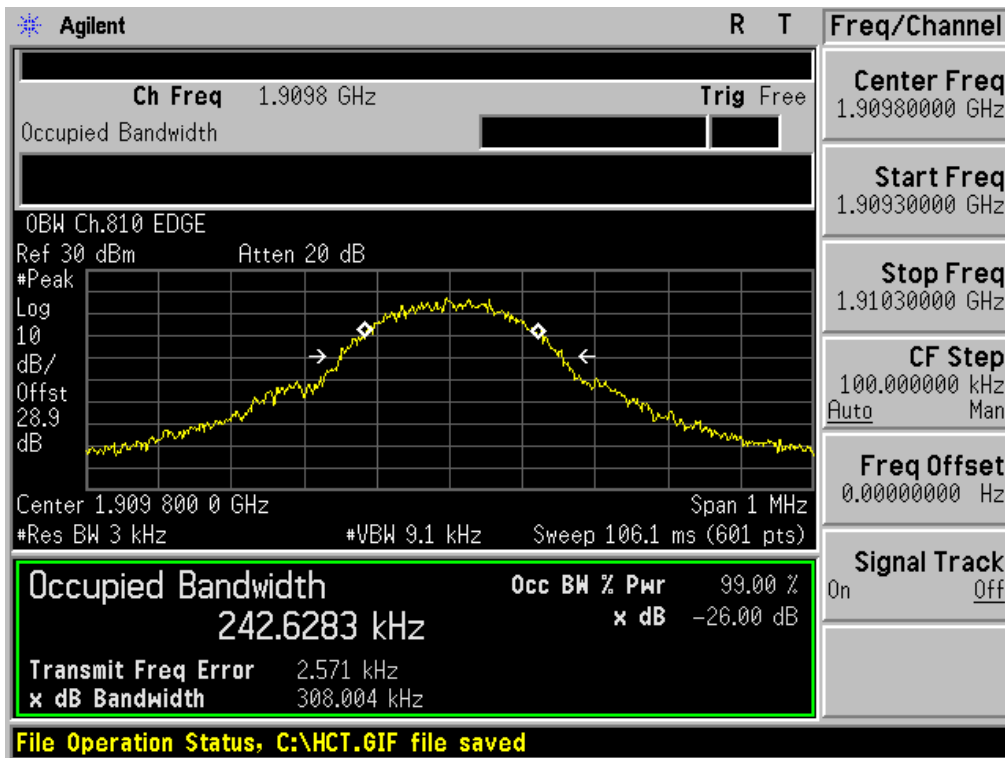 Agilent R T
Freq/Channel
Ch Freq 1.9098 GHz Trig Free
Occupied Bandwidth
OBW Ch.810 EDGE
Ref 30 dBm Atten 20 dB
#Peak
Log
10
dB/
Offst
28.9
dB
Center 1.909 800 0 GHz Span 1 MHz
#Res BW 3 kHz #VBW 9.1 kHz Sweep 106.1 ms (601 pts)
Occupied Bandwidth
242.6283 kHz
Occ BW % Pwr 99.00 %
x dB -26.00 dB
Transmit Freq Error 2.571 kHz
x dB Bandwidth 308.004 kHz
Center Freq
1.90980000 GHz
Start Freq
1.90930000 GHz
Stop Freq
1.91030000 GHz
CF Step
100.000000 kHz
Auto Man
Freq Offset
0.00000000 Hz
Signal Track
On Off
File Operation Status, C:\HCT.GIF file saved